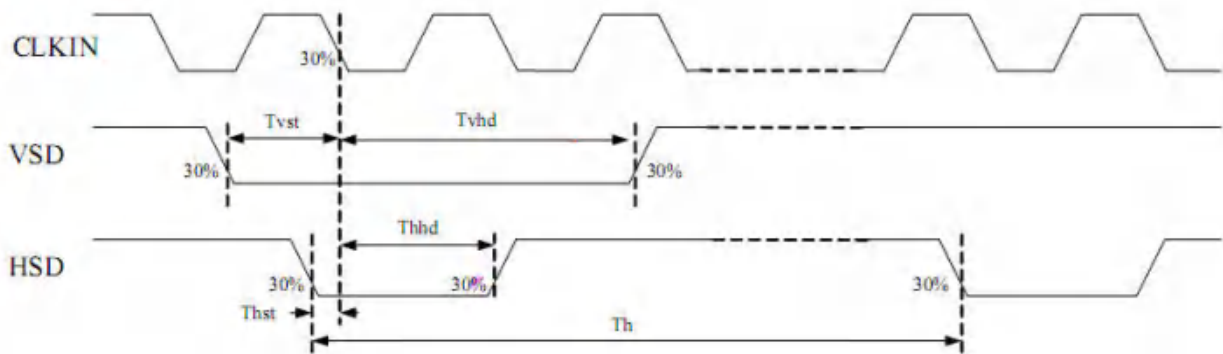 CLKIN
30%
Tvst Tvhd
VSD
30% 30%
Thhd
HSD
30% 30% 30%
Thst
Th